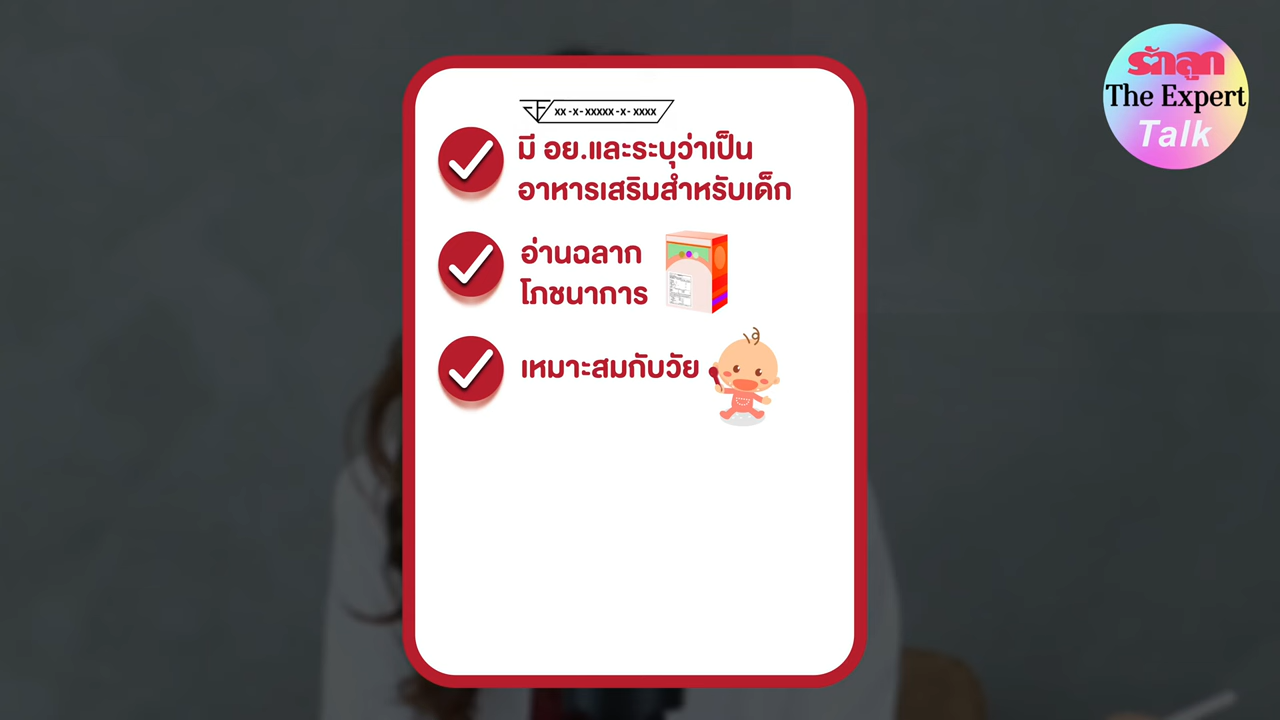 xx -x- xxxxx -x- xxxx
มี อย.และระบุว่าเป็น
อาหารเสริมสำหรับเด็ก
อ่านฉลาก
โภชนาการ
เหมาะสมกับวัย
รักลูก
The Expert
Talk